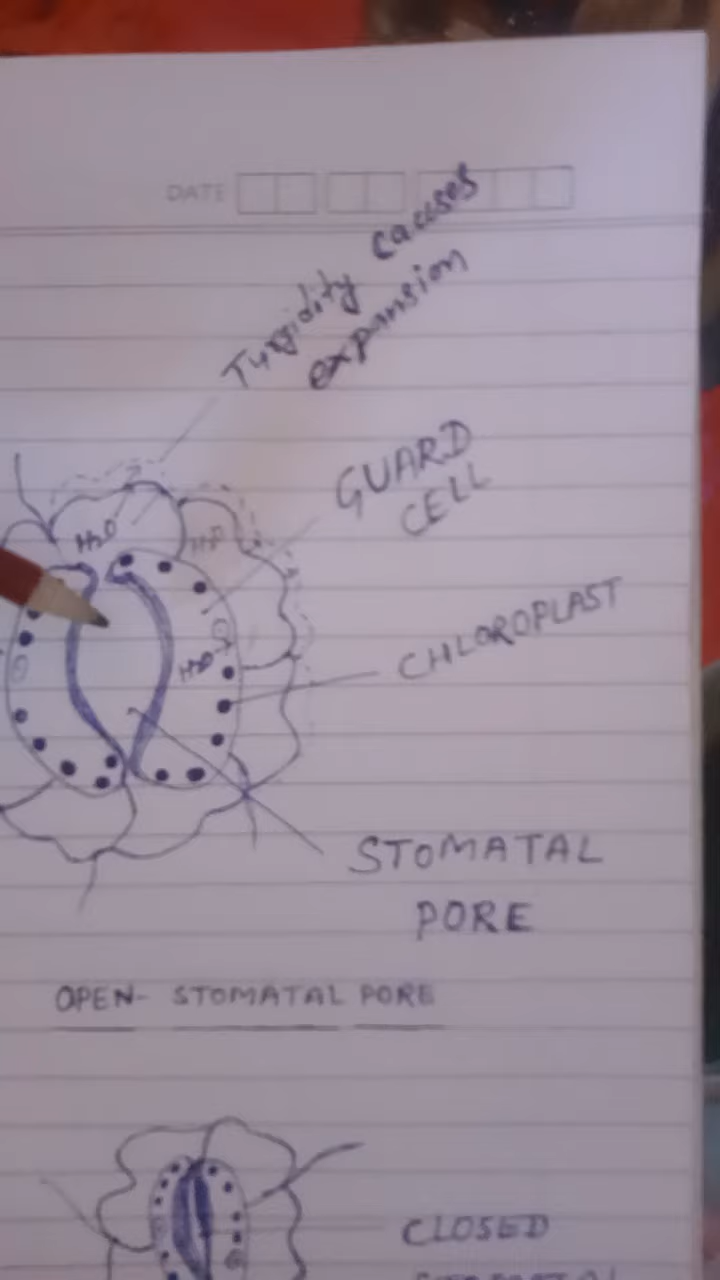 DATE
Turgidity causes
expansion
GUARD
CELL
H2O
H2O
H2O
CHLOROPLAST
STOMATAL
PORE
OPEN- STOMATAL PORE
CLOSED